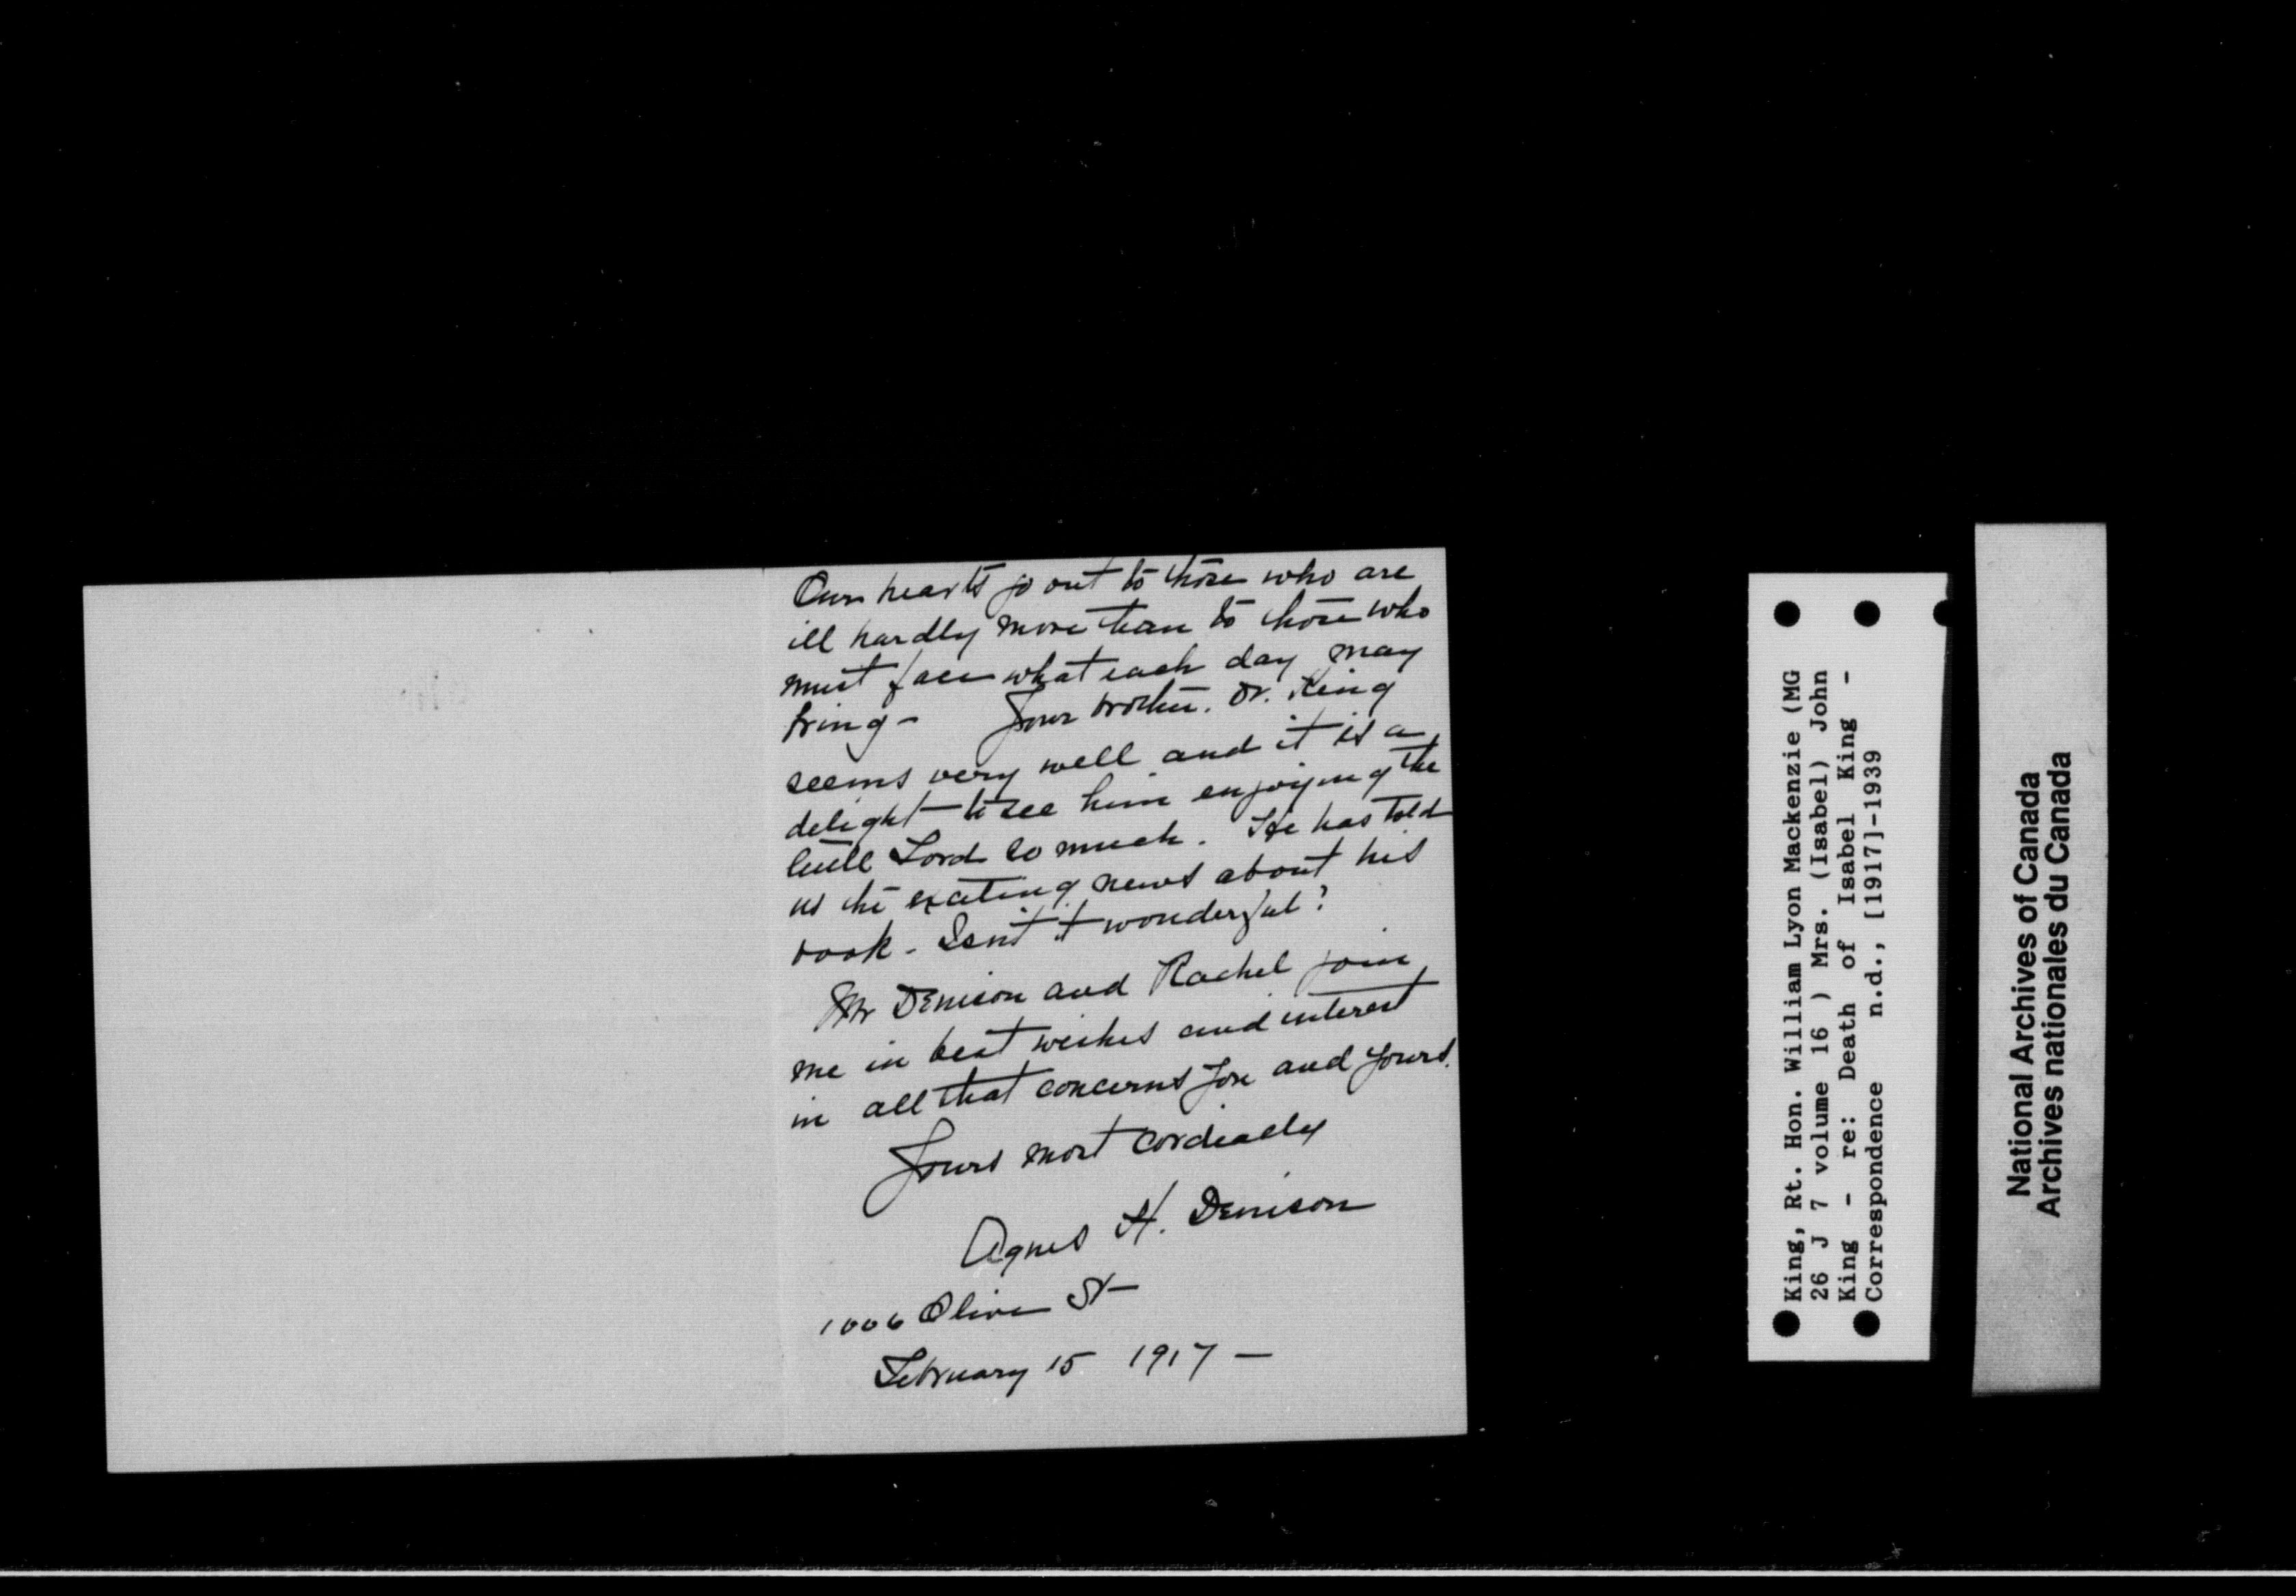 Our hearts go out to those who are
ill hardly more than to those who
must face what each day may
bring - Your brother. Dr. King
seems very well and it is a
delight to see him enjoying the
little Ford so much. He has told
us the exciting news about his
book - Isn't it wonderful?
Mr Denison and Rachel join
me in best wishes and interest
in all that concerns you and yours.
Yours most cordially
Agnes H. Denison
1006 Olive St -
February 15 1917 -
King, Rt. Hon. William Lyon Mackenzie (MG
26 J 7 volume 16 ) Mrs. (Isabel) John
King - re: Death of Isabel King -
Correspondence n.d., [1917]-1939
National Archives of Canada
Archives nationales du Canada